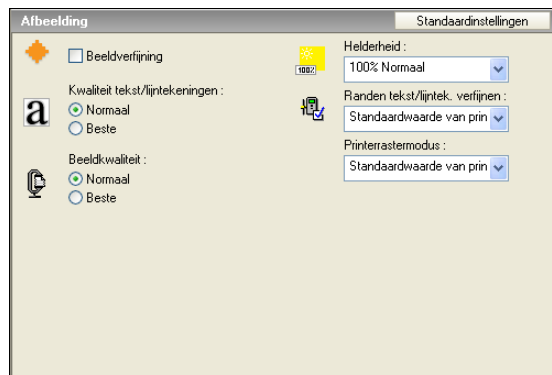 Afbeelding
Standaardinstellingen
Beeldverfijning
Kwaliteit tekst/lijntekeningen :
a
Normaal
Beste
Beeldkwaliteit :
Normaal
Beste
Helderheid :
100%
100% Normaal
Randen tekst/lijntek. verfijnen :
Standaardwaarde van prin
Printerrastermodus :
Standaardwaarde van prin